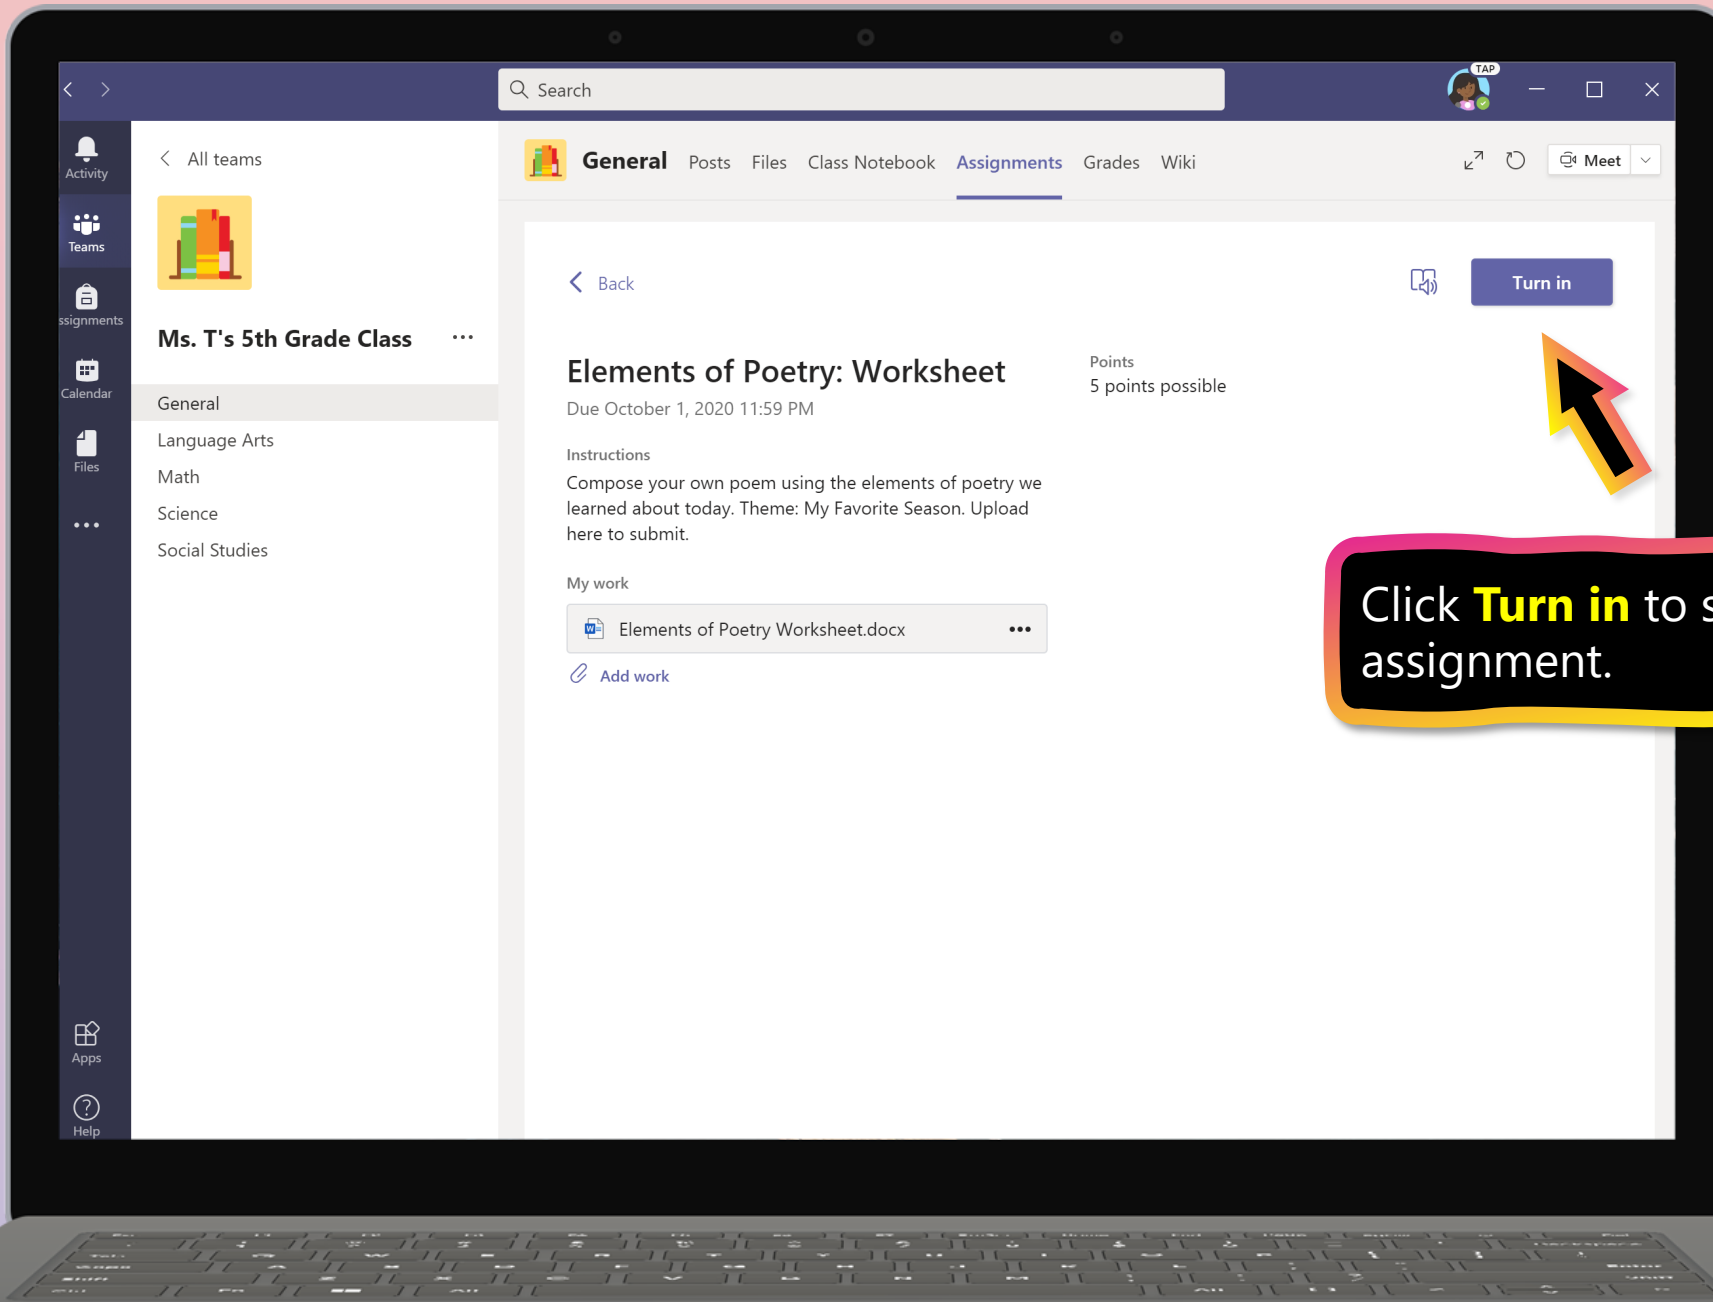 Search
TAP
Activity
Teams
ssignments
Calendar
Files
Apps
Help
All teams
Ms. T's 5th Grade Class
General
Language Arts
Math
Science
Social Studies
General Posts Files Class Notebook Assignments Grades Wiki
Meet
Back
Turn in
Elements of Poetry: Worksheet
Due October 1, 2020 11:59 PM
Points
5 points possible
Instructions
Compose your own poem using the elements of poetry we
learned about today. Theme: My Favorite Season. Upload
here to submit.
My work
Elements of Poetry Worksheet.docx
Add work
Click Turn in to s
assignment.